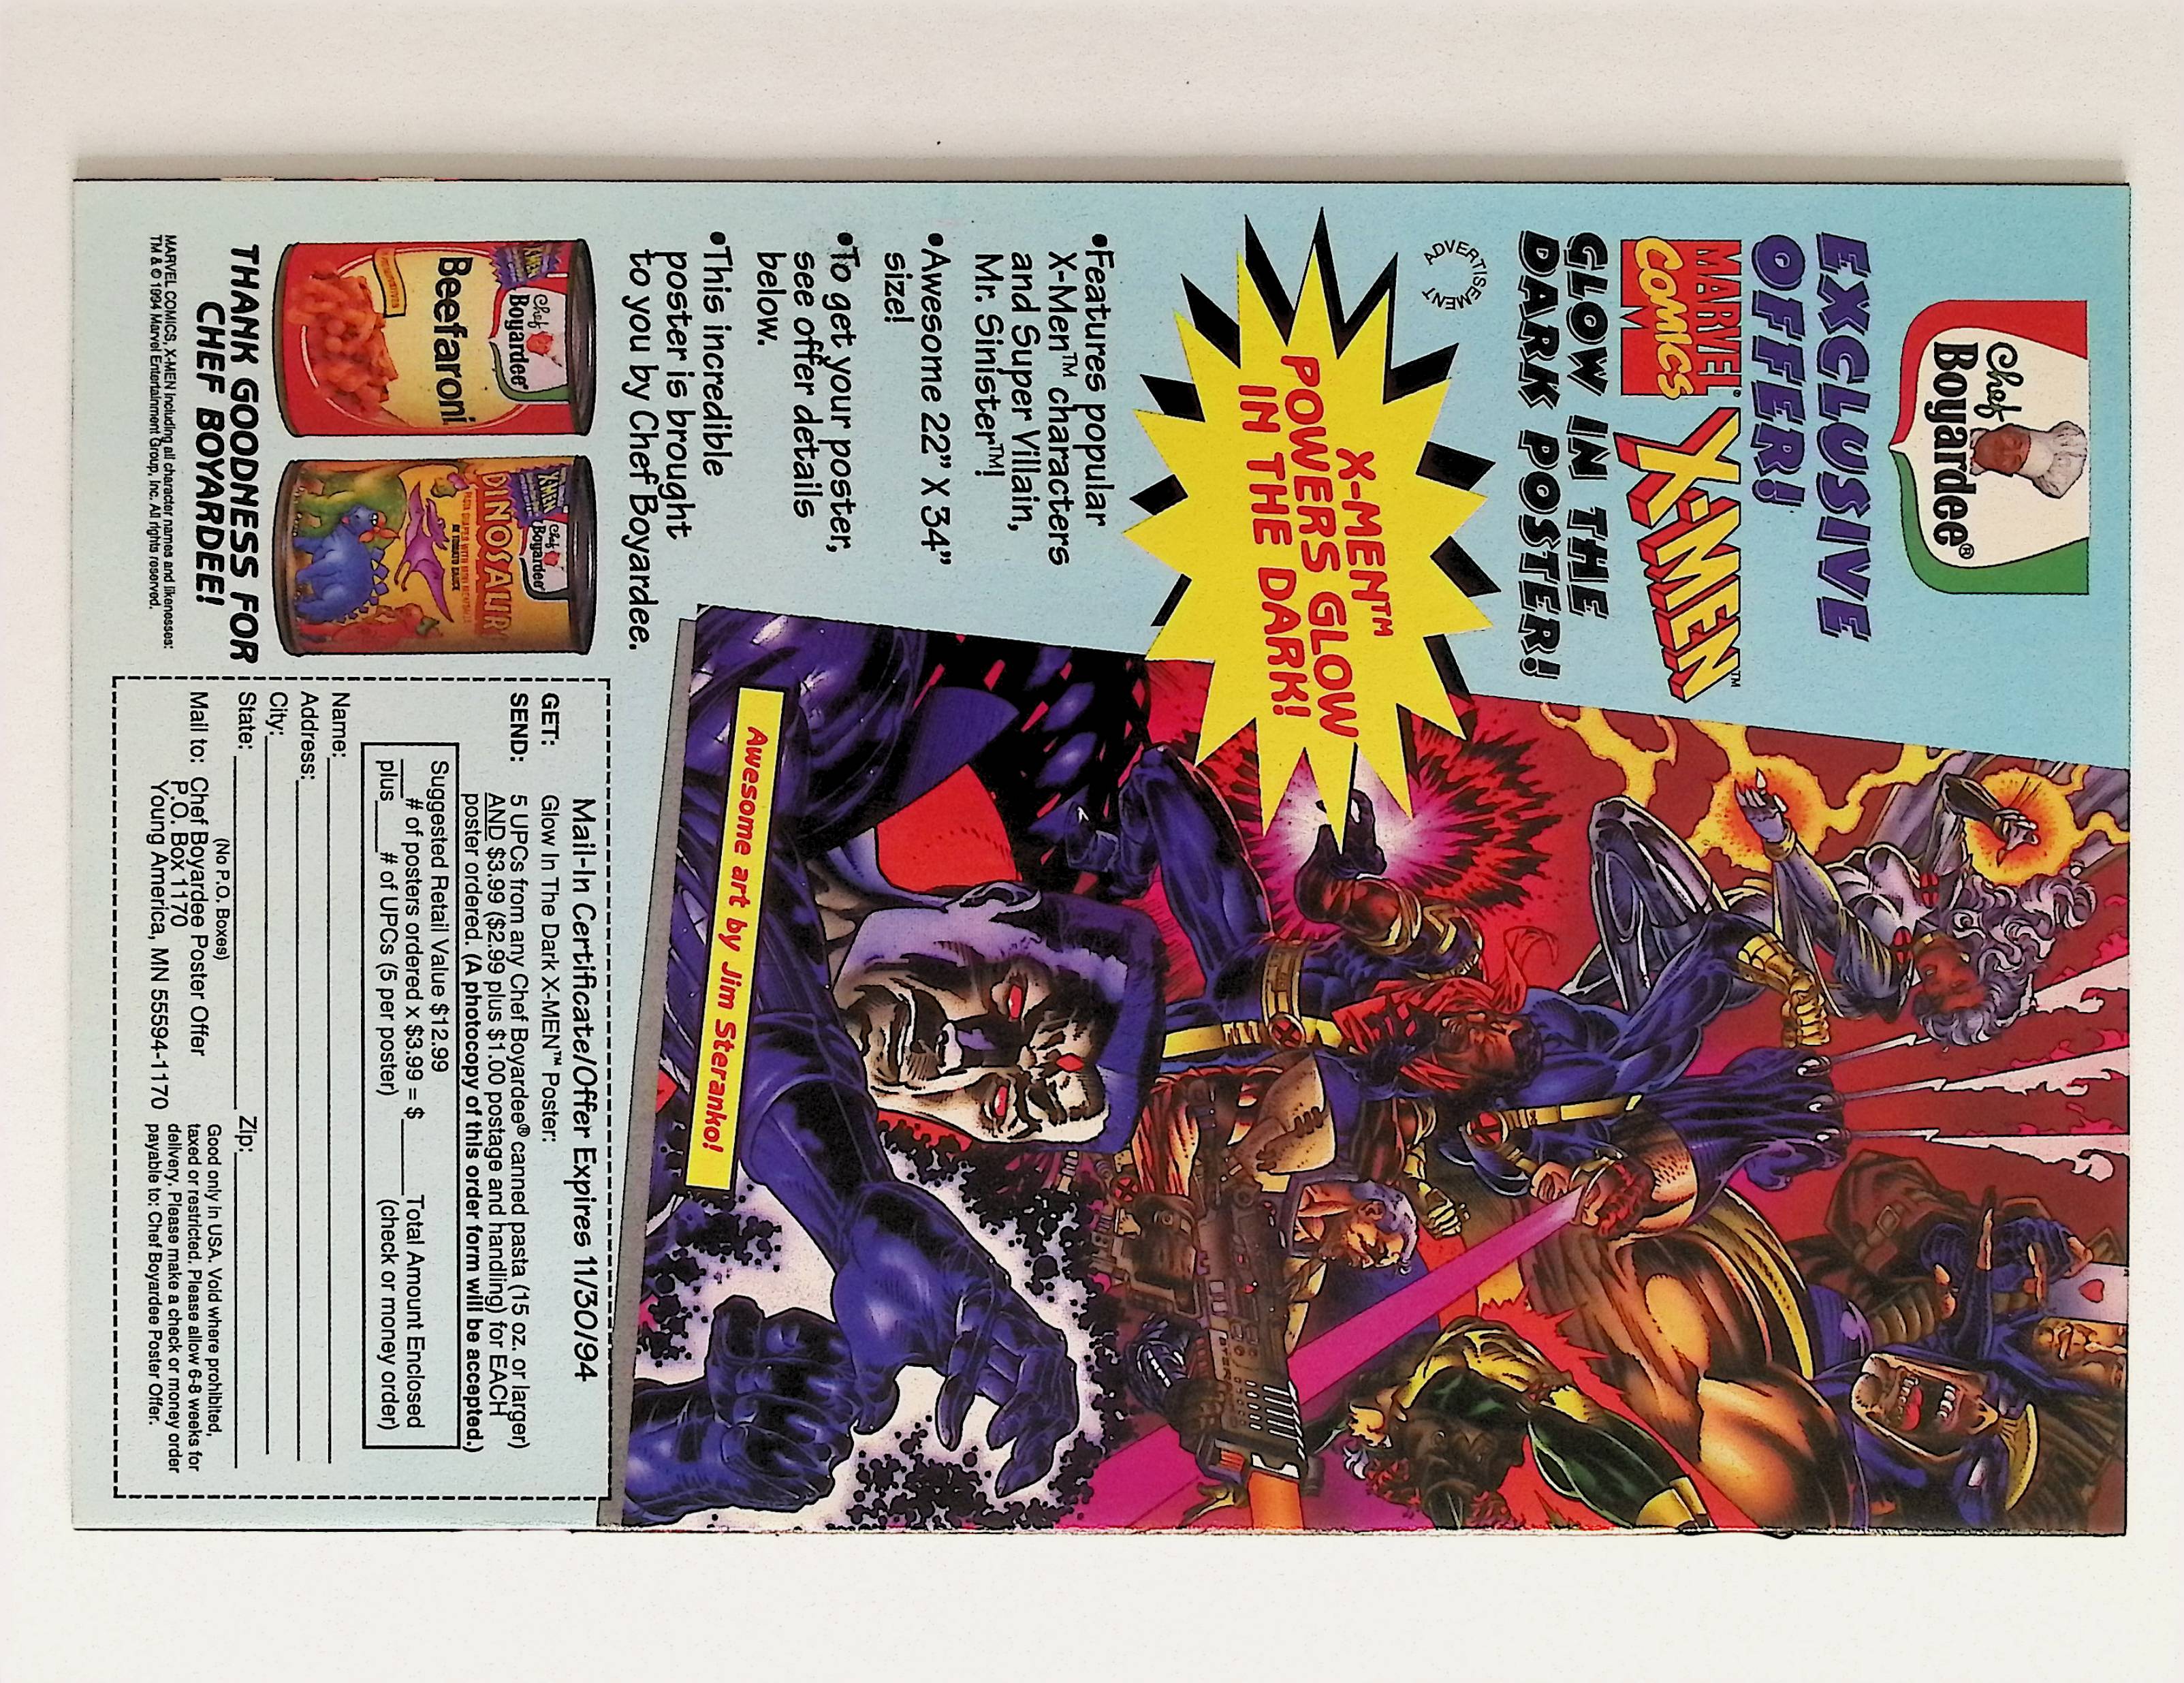 Chef
Boyardee®
EXCLUSIVE
OFFER!
MARVEL®
COMICS
X-MEN™
GLOW IN THE
DARK POSTER!
ADVERTISEMENT
X-MEN™
POWERS GLOW
IN THE DARK!
•Features popular
X-Men™ characters
and Super Villain,
Mr. Sinister™!
•Awesome 22” X 34”
size!
•To get your poster,
see offer details
below.
•This incredible
poster is brought
to you by Chef Boyardee.
Awesome art by Jim Steranko!
X-MEN
Chef
Boyardee
Beefaroni
X-MEN
Chef
Boyardee
DINOSAUR
IN TOMATO SAUCE
THANK GOODNESS FOR
CHEF BOYARDEE!
MARVEL COMICS, X-MEN including all character names and likenesses:
TM & © 1994 Marvel Entertainment Group, Inc. All rights reserved.
Mail-In Certificate/Offer Expires 11/30/94
GET: Glow In The Dark X-MEN™ Poster:
SEND: 5 UPCs from any Chef Boyardee® canned pasta (15 oz. or larger)
AND $3.99 ($2.99 plus $1.00 postage and handling) for EACH
poster ordered. (A photocopy of this order form will be accepted.)
Suggested Retail Value $12.99
____# of posters ordered x $3.99 = $ ______Total Amount Enclosed
plus____# of UPCs (5 per poster) (check or money order)
Name:
Address:
City:
State: Zip:
(No P.O. Boxes)
Mail to: Chef Boyardee Poster Offer
P.O. Box 1170
Young America, MN 55594-1170
Good only in USA. Void where prohibited,
taxed or restricted. Please allow 6-8 weeks for
delivery. Please make a check or money order
payable to: Chef Boyardee Poster Offer.